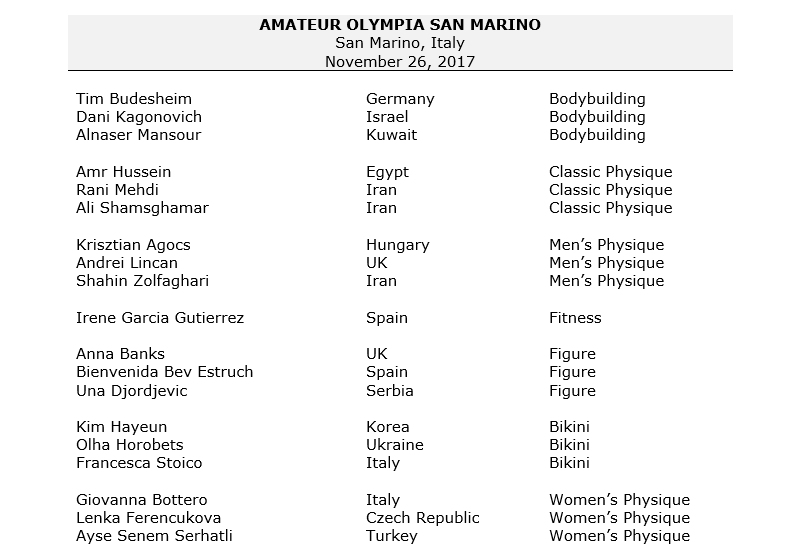 AMATEUR OLYMPIA SAN MARINO
San Marino, Italy
November 26, 2017
Tim Budesheim Germany Bodybuilding
Dani Kagonovich Israel Bodybuilding
Alnaser Mansour Kuwait Bodybuilding
Amr Hussein Egypt Classic Physique
Rani Mehdi Iran Classic Physique
Ali Shamsghamar Iran Classic Physique
Krisztian Agocs Hungary Men’s Physique
Andrei Lincan UK Men’s Physique
Shahin Zolfaghari Iran Men’s Physique
Irene Garcia Gutierrez Spain Fitness
Anna Banks UK Figure
Bienvenida Bev Estruch Spain Figure
Una Djordjevic Serbia Figure
Kim Hayeun Korea Bikini
Olha Horobets Ukraine Bikini
Francesca Stoico Italy Bikini
Giovanna Bottero Italy Women’s Physique
Lenka Ferencukova Czech Republic Women’s Physique
Ayse Senem Serhatli Turkey Women’s Physique